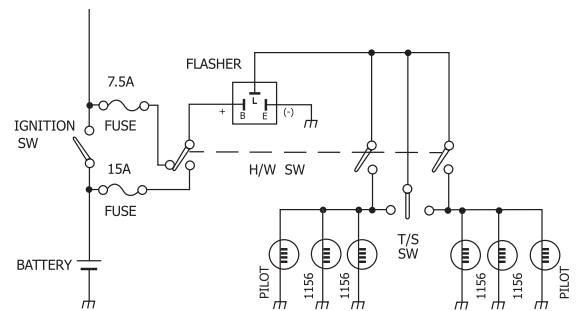 FLASHER
7.5A
L
+ B E (-)
IGNITION
SW
FUSE
15A
H/W SW
FUSE
T/S
SW
BATTERY
PILOT
1156
1156
1156
1156
PILOT